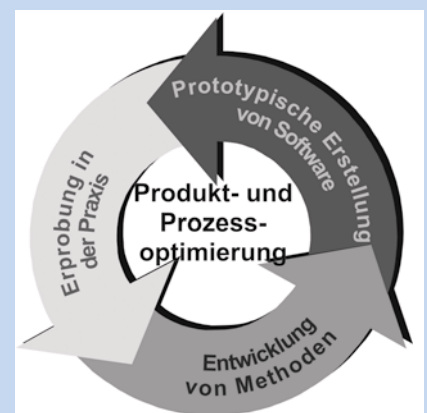 Prototypische Erstellung
von Software
Erprobung in
der Praxis
Produkt- und
Prozess-
optimierung
Entwicklung
von Methoden